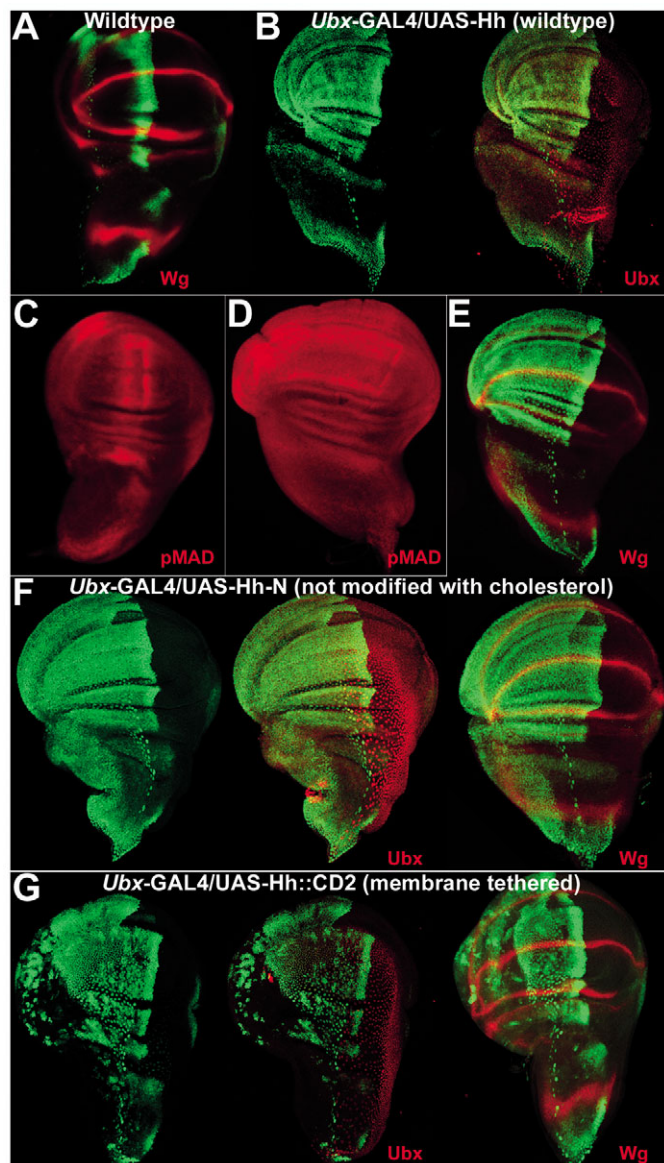 A Wildtype
B Ubx-GAL4/UAS-Hh (wildtype)
Wg
Ubx
C
D
E
pMAD
pMAD
Wg
F Ubx-GAL4/UAS-Hh-N (not modified with cholesterol)
Ubx
Wg
G Ubx-GAL4/UAS-Hh::CD2 (membrane tethered)
Ubx
Wg